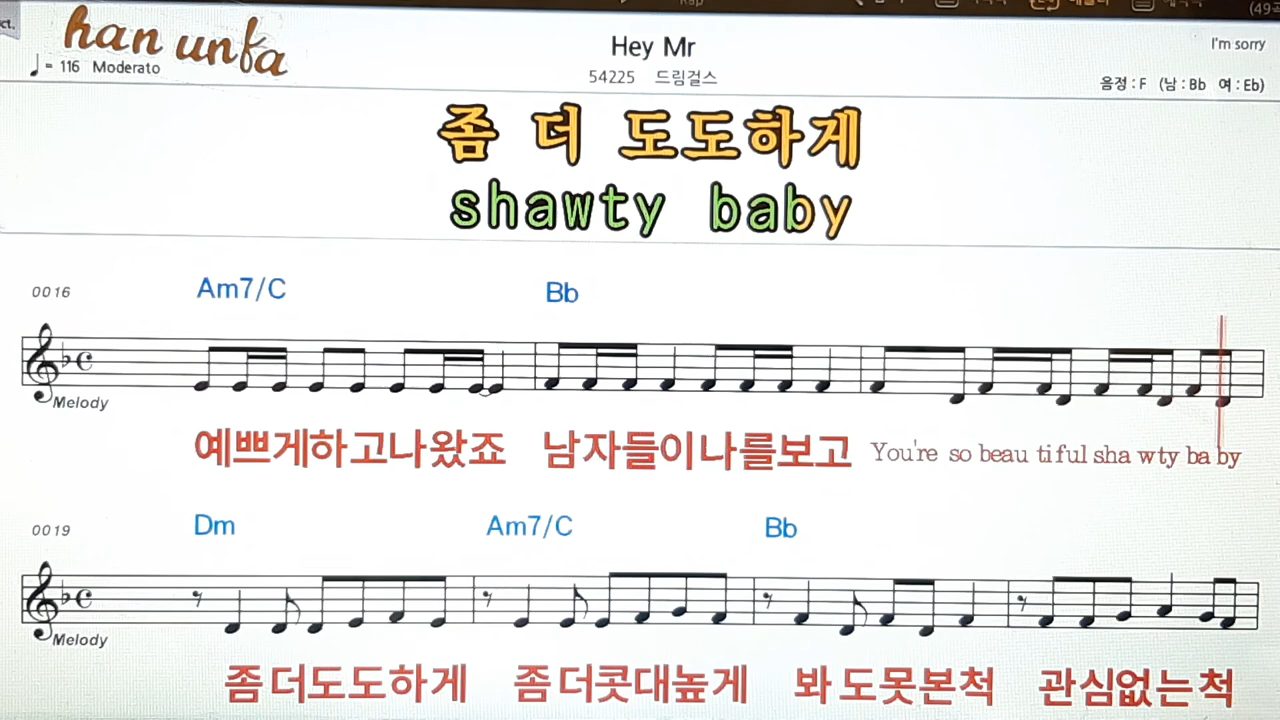 han unfa
♩= 116 Moderato
Hey Mr
54225 드림걸스
I'm sorry
음정 : F (남 : Bb 여 : Eb)
좀 더 도도하게
shawty baby
0016 Am7/C Bb
Melody
예쁘게하고나왔죠 남자들이나를보고 You're so beau tiful sha wty ba by
0019 Dm Am7/C Bb
Melody
좀더도도하게 좀더콧대높게 봐도못본척 관심없는척